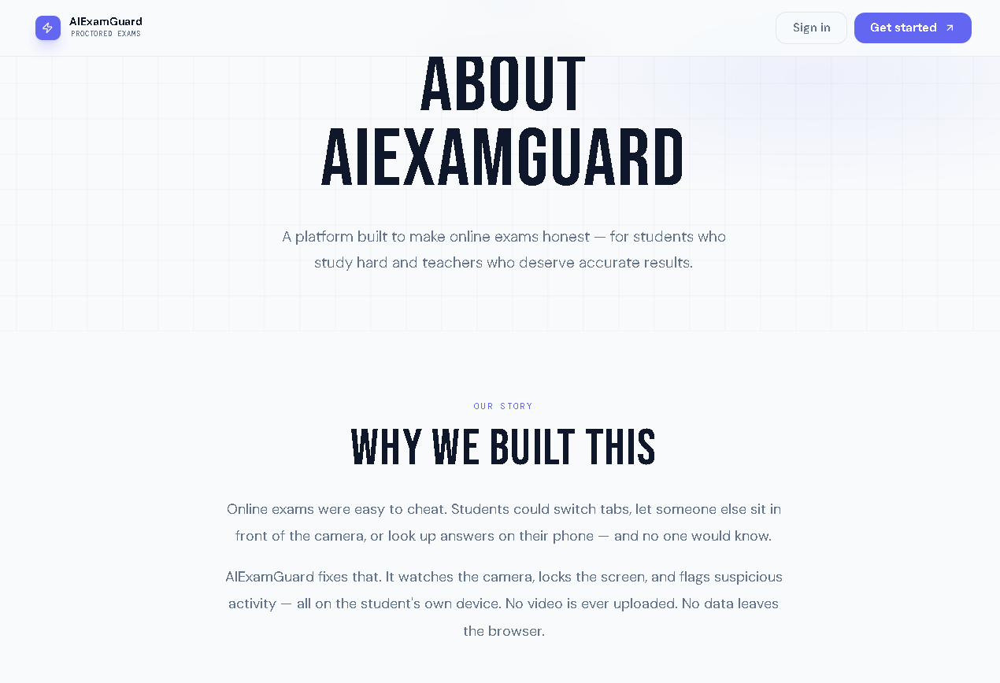 AIExamGuard
PROCTORED EXAMS
Sign in
Get started
ABOUT
AIEXAMGUARD
A platform built to make online exams honest — for students who
study hard and teachers who deserve accurate results.
OUR STORY
WHY WE BUILT THIS
Online exams were easy to cheat. Students could switch tabs, let someone else sit in
front of the camera, or look up answers on their phone — and no one would know.
AIExamGuard fixes that. It watches the camera, locks the screen, and flags suspicious
activity — all on the student's own device. No video is ever uploaded. No data leaves
the browser.